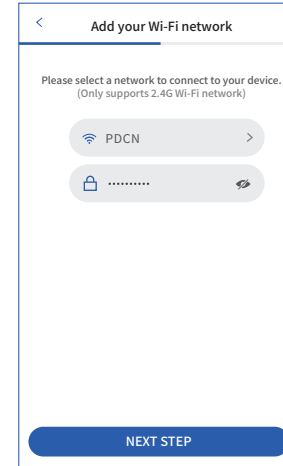 Add your Wi-Fi network
Please select a network to connect to your device.
(Only supports 2.4G Wi-Fi network)
PDCN
••••••••••
NEXT STEP